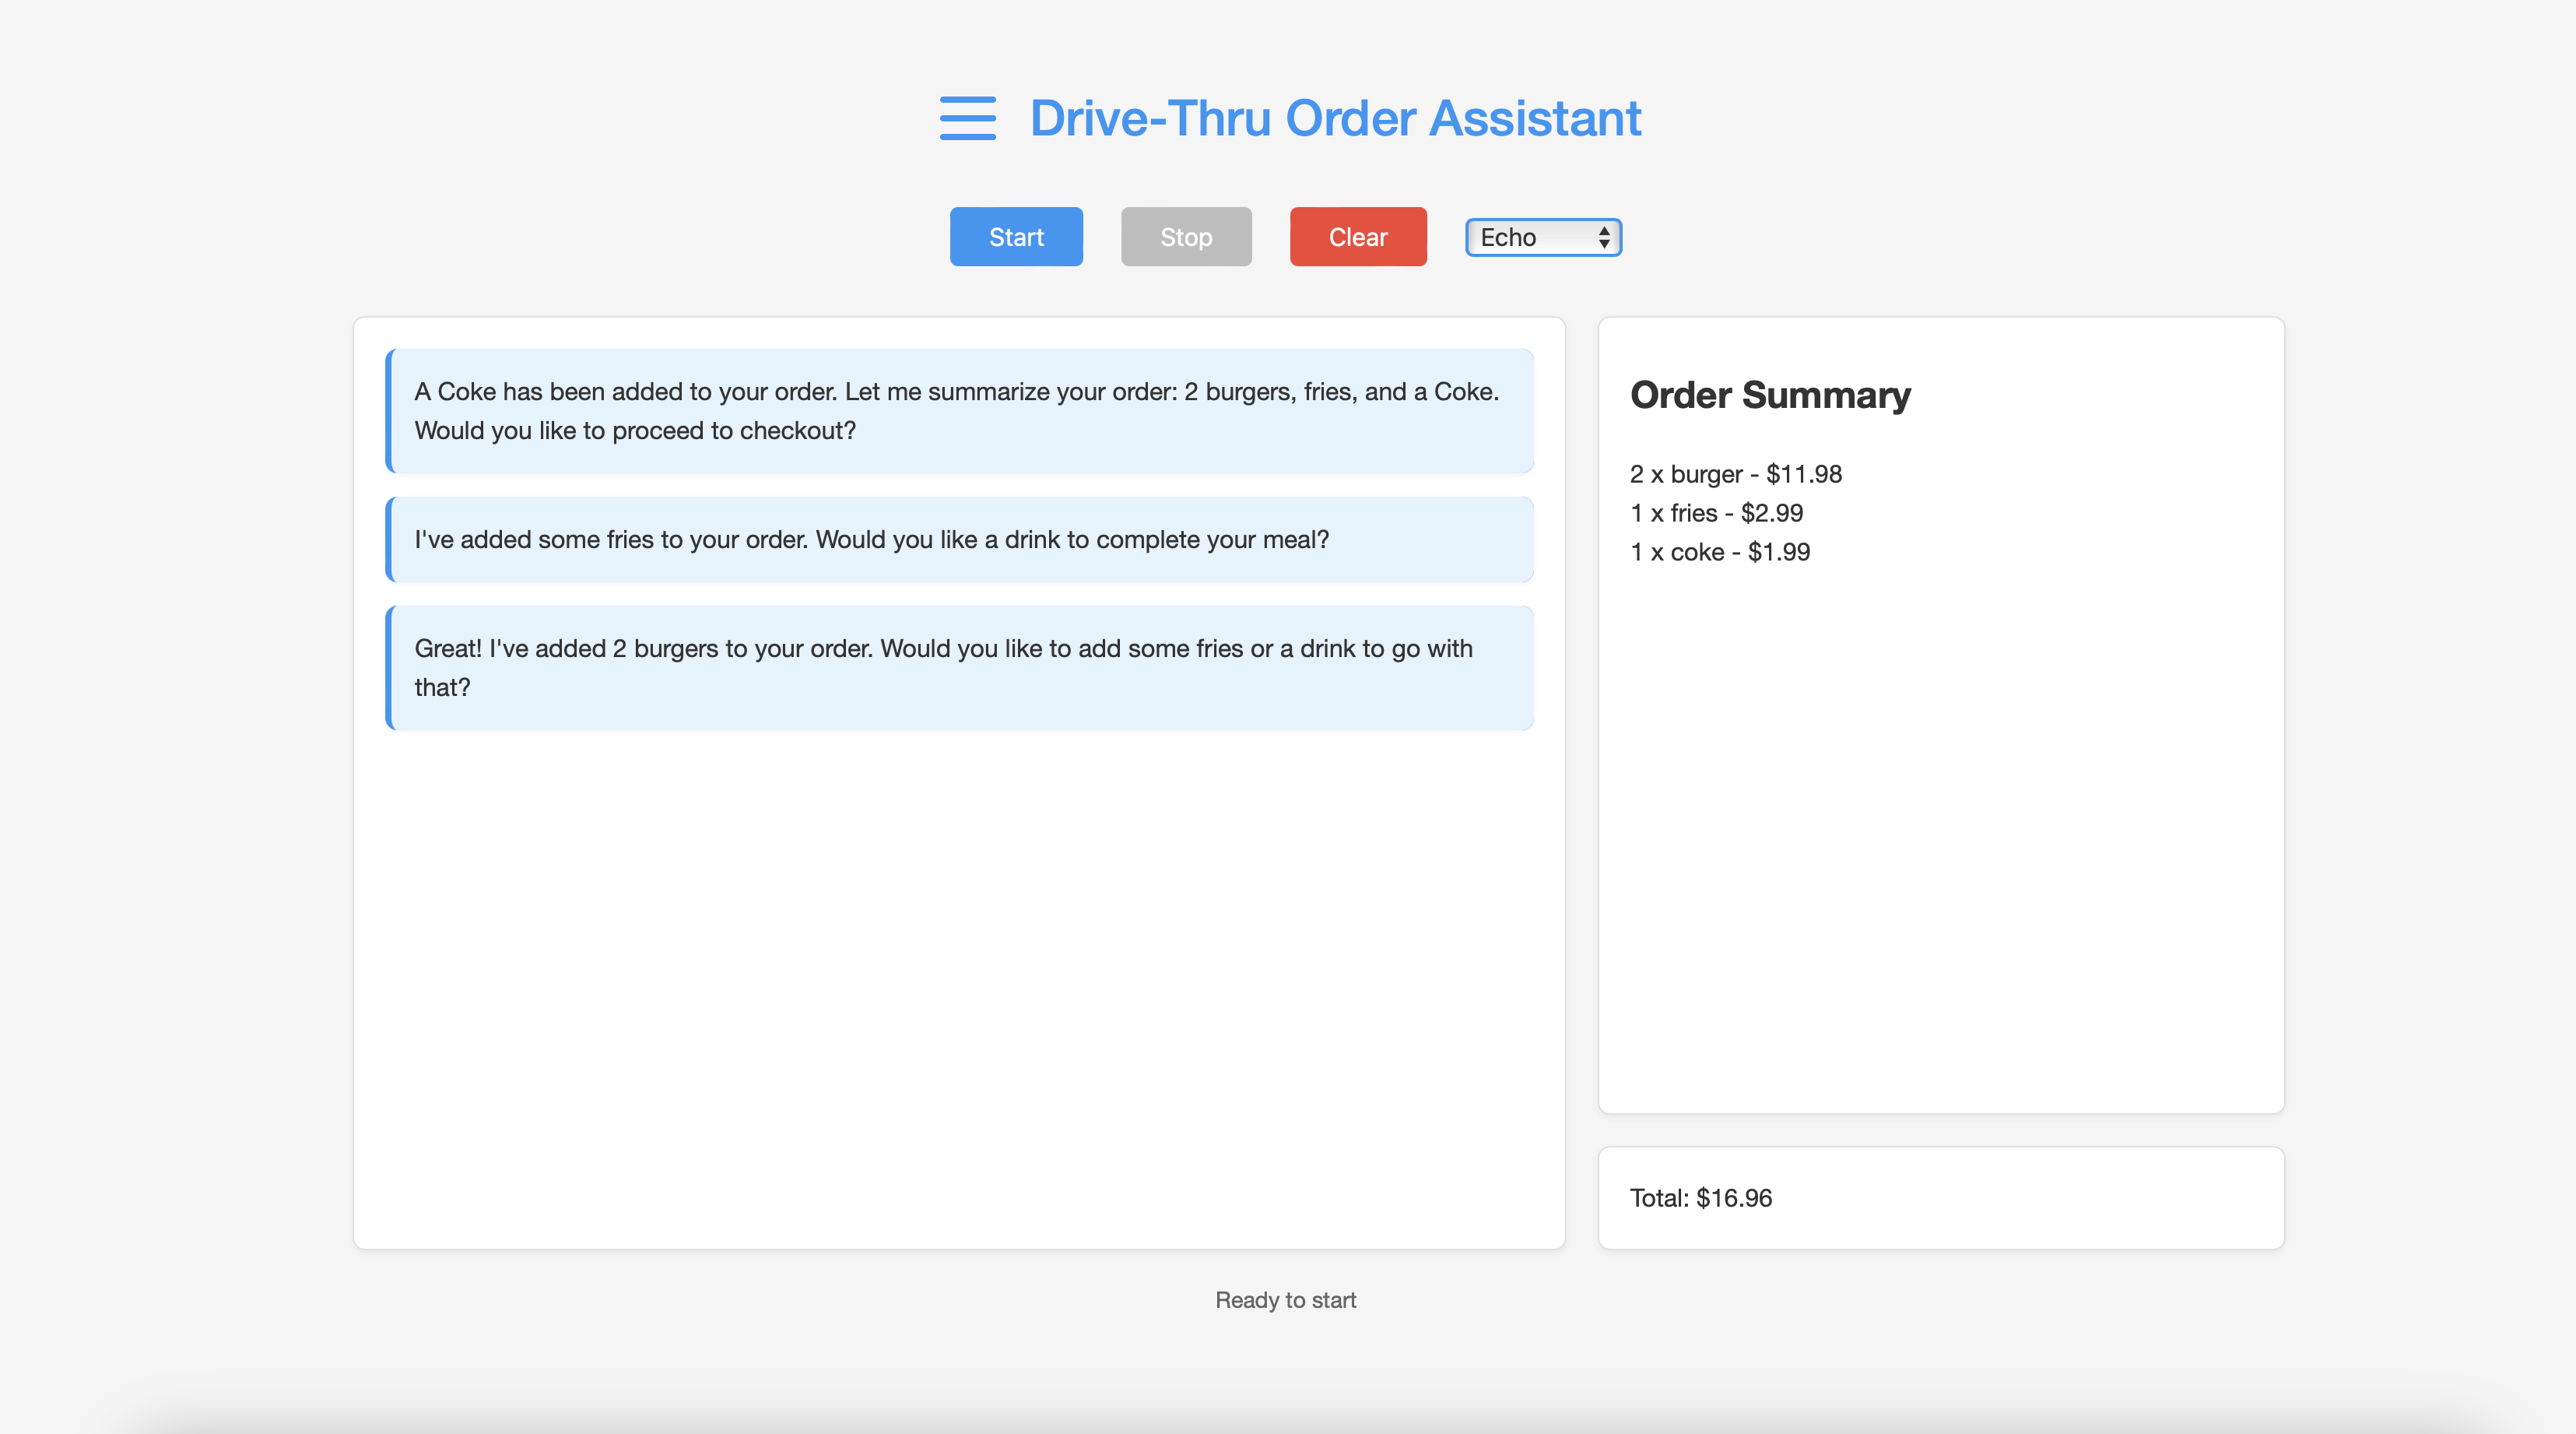 Drive-Thru Order Assistant
Start
Stop
Clear
Echo
A Coke has been added to your order. Let me summarize your order: 2 burgers, fries, and a Coke.
Would you like to proceed to checkout?
I've added some fries to your order. Would you like a drink to complete your meal?
Great! I've added 2 burgers to your order. Would you like to add some fries or a drink to go with
that?
Order Summary
2 x burger - $11.98
1 x fries - $2.99
1 x coke - $1.99
Total: $16.96
Ready to start